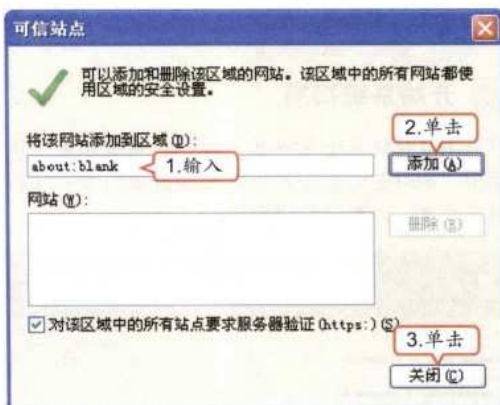 可信站点
可以添加和删除该区域的网站。该区域中的所有网站都使
用区域的安全设置。
将该网站添加到区域(D):
2.单击
about:blank
1.输入
添加(A)
网站(W):
删除(R)
对该区域中的所有站点要求服务器验证(https:)(S)
3.单击
关闭(C)